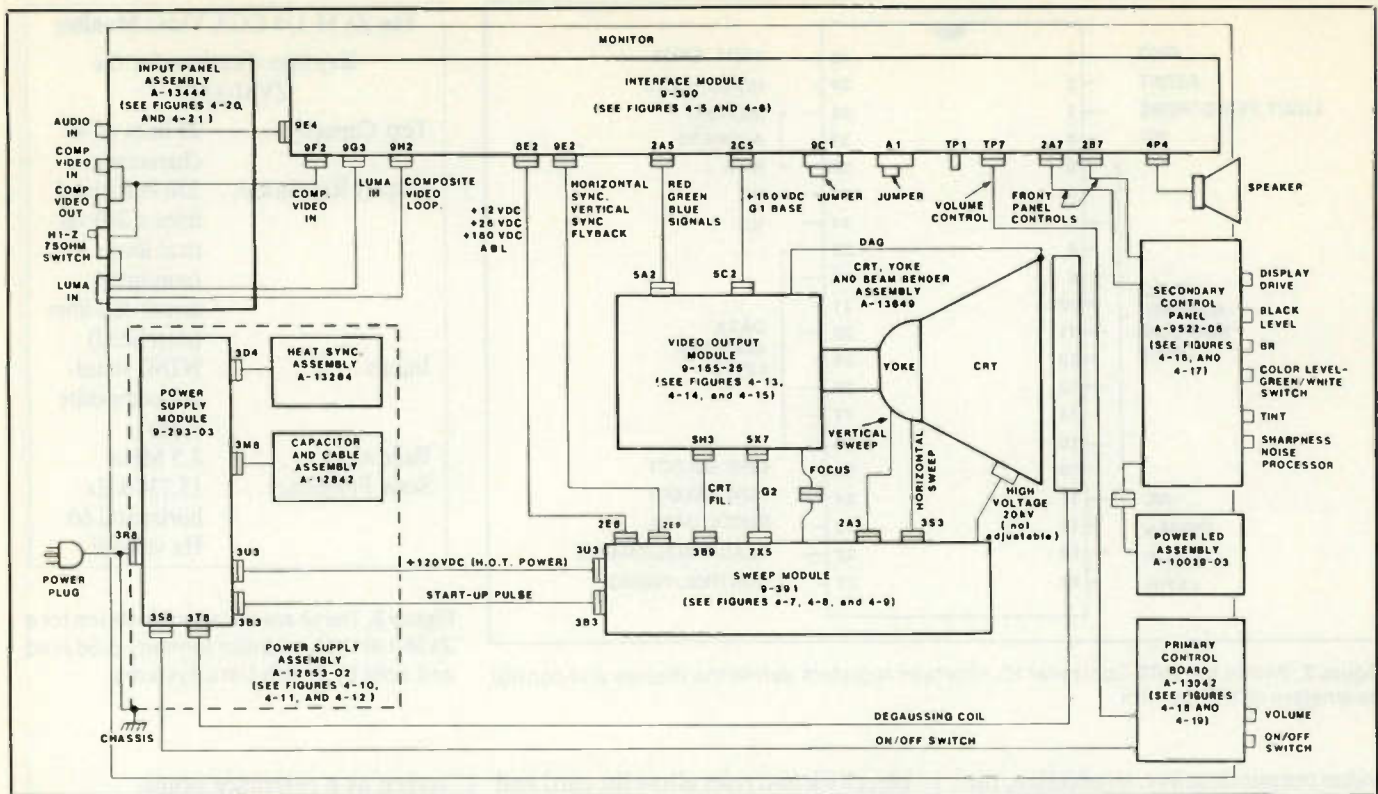 MONITOR
INPUT PANEL
ASSEMBLY
A-13444
(SEE FIGURES 4-20,
AND 4-21)
AUDIO
IN
COMP
VIDEO IN
COMP
VIDEO OUT
H1-Z
75OHM
SWITCH
LUMA
IN
INTERFACE MODULE
9-390
(SEE FIGURES 4-5 AND 4-6)
9E4
9F2
9G3
9H2
8E2
9E2
2A5
2C5
9C1
A1
TP1
TP7
2A7
2B7
4P4
COMP.
VIDEO IN
LUMA
IN
COMPOSITE
VIDEO
LOOP.
+12 VDC
+26 VDC
+180 VDC
ABL
HORIZONTAL
SYNC.
VERTICAL
SYNC
FLYBACK
RED
GREEN
BLUE
SIGNALS
+180VDC
G1 BASE
JUMPER
JUMPER
VOLUME
CONTROL
FRONT
PANEL
CONTROLS
SPEAKER
DAG
5A2
5C2
CRT, YOKE
AND BEAM BENDER
ASSEMBLY
A-13649
VIDEO OUTPUT
MODULE
9-155-25
(SEE FIGURES 4-13,
4-14, and 4-15)
YOKE
CRT
SECONDARY
CONTROL
PANEL
A-9522-06
(SEE FIGURES
4-16, AND
4-17)
DISPLAY
DRIVE
BLACK
LEVEL
BR
COLOR LEVEL-
GREEN/WHITE
SWITCH
TINT
SHARPNESS
NOISE
PROCESSOR
POWER SUPPLY
MODULE
9-293-03
3D4
HEAT SYNC.
ASSEMBLY
A-13264
3M8
CAPACITOR
AND CABLE
ASSEMBLY
A-12842
VERTICAL
SWEEP
5H3
5X7
CRT
FIL.
G2
FOCUS
HORIZONTAL
SWEEP
HIGH
VOLTAGE
20kV
(not
adjustable)
2E6
2E9
3B9
7X5
2A3
3S3
POWER LED
ASSEMBLY
A-10039-03
3R8
POWER
PLUG
3U3
+120VDC (H.O.T. POWER)
3U3
SWEEP MODULE
9-391
(SEE FIGURES 4-7, 4-8, and 4-9)
START-UP PULSE
3B3
3B3
3S8
3T8
POWER SUPPLY
ASSEMBLY
A-12653-02
(SEE FIGURES 4-10,
4-11, AND 4-12)
CHASSIS
PRIMARY
CONTROL
BOARD
A-13042
(SEE FIGURES
4-18 AND
4-19)
VOLUME
ON/OFF
SWITCH
DEGAUSSING COIL
ON/OFF SWITCH